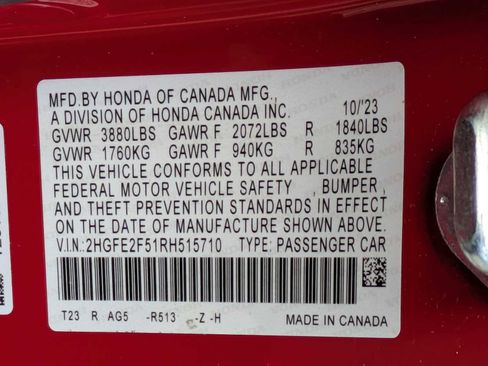 MFD.BY HONDA OF CANADA MFG.,
A DIVISION OF HONDA CANADA INC. 10/'23
GVWR 3880LBS GAWR F 2072LBS R 1840LBS
GVWR 1760KG GAWR F 940KG R 835KG
THIS VEHICLE CONFORMS TO ALL APPLICABLE
FEDERAL MOTOR VEHICLE SAFETY , BUMPER ,
AND THEFT PREVENTION STANDARDS IN EFFECT
ON THE DATE OF MANUFACTURE SHOWN ABOVE.
V.I.N: 2HGFE2F51RH515710 TYPE: PASSENGER CAR
T23 R AG5 -R513 -Z -H MADE IN CANADA